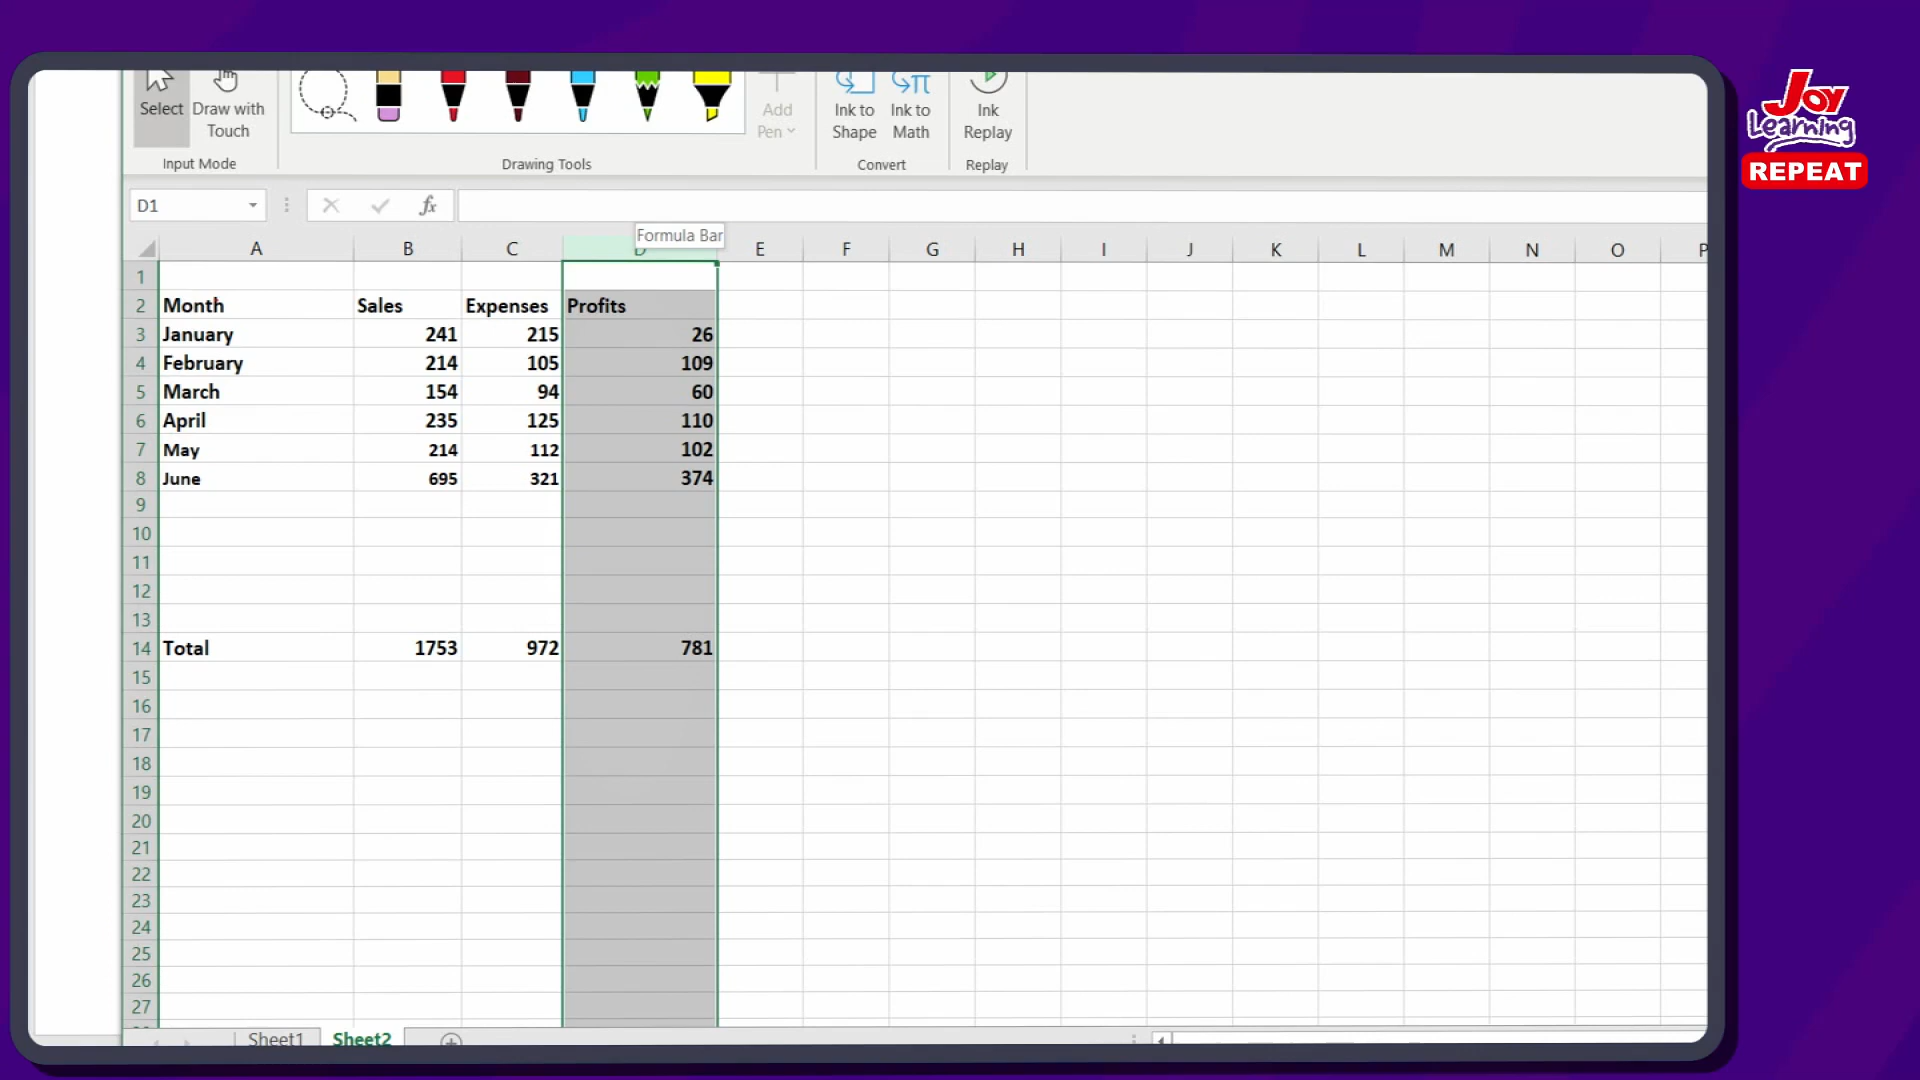 JOY
Learning
REPEAT
Select
Draw with
Touch
Input Mode
Drawing Tools
Add
Pen
Ink to
Shape
Ink to
Math
Convert
Ink
Replay
Replay
D1
fx
Formula Bar
A B C D E F G H I J K L M N O P
1
2 Month Sales Expenses Profits
3 January 241 215 26
4 February 214 105 109
5 March 154 94 60
6 April 235 125 110
7 May 214 112 102
8 June 695 321 374
9
10
11
12
13
14 Total 1753 972 781
15
16
17
18
19
20
21
22
23
24
25
26
27
Sheet1 Sheet2